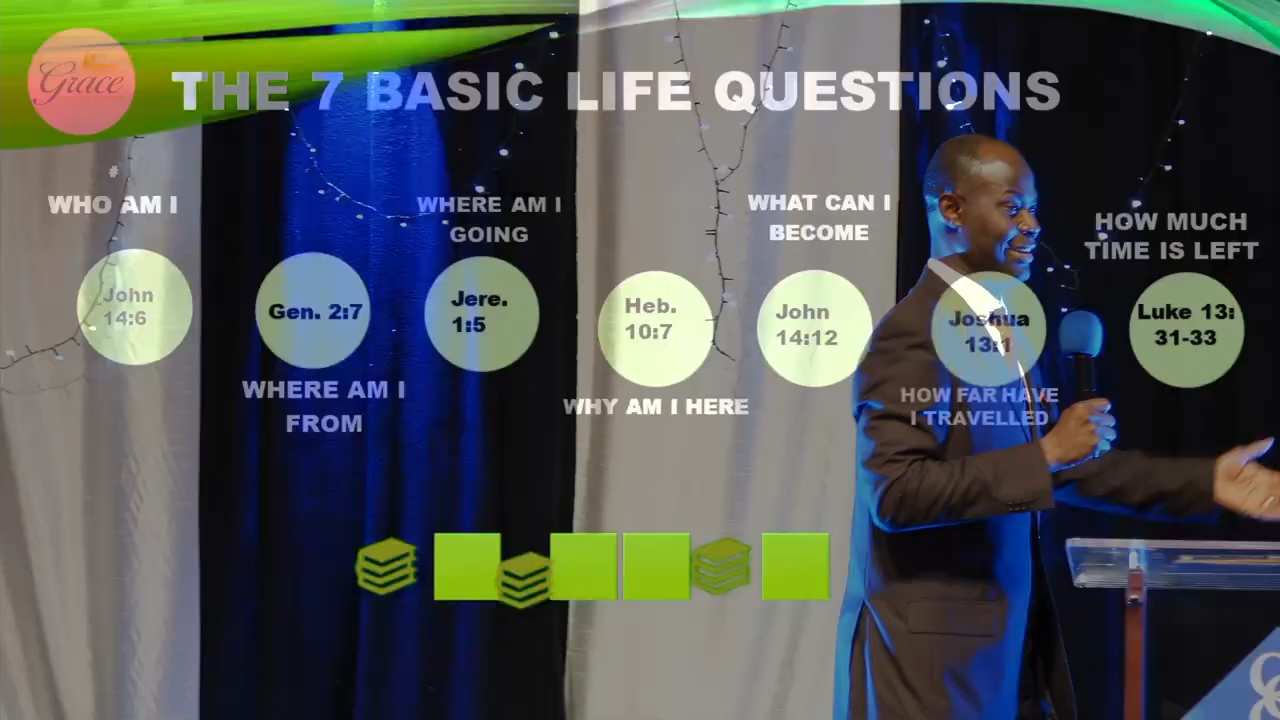 Grace
THE 7 BASIC LIFE QUESTIONS
#
WHO AM I
John
14:6
Gen. 2:7
WHERE AM I
FROM
WHERE AM I
GOING
Jere.
1:5
Heb.
10:7
WHY AM I HERE
WHAT CAN I
BECOME
John
14:12
Joshua
13:1
HOW FAR HAVE
I TRAVELLED
HOW MUCH
TIME IS LEFT
Luke 13:
31-33